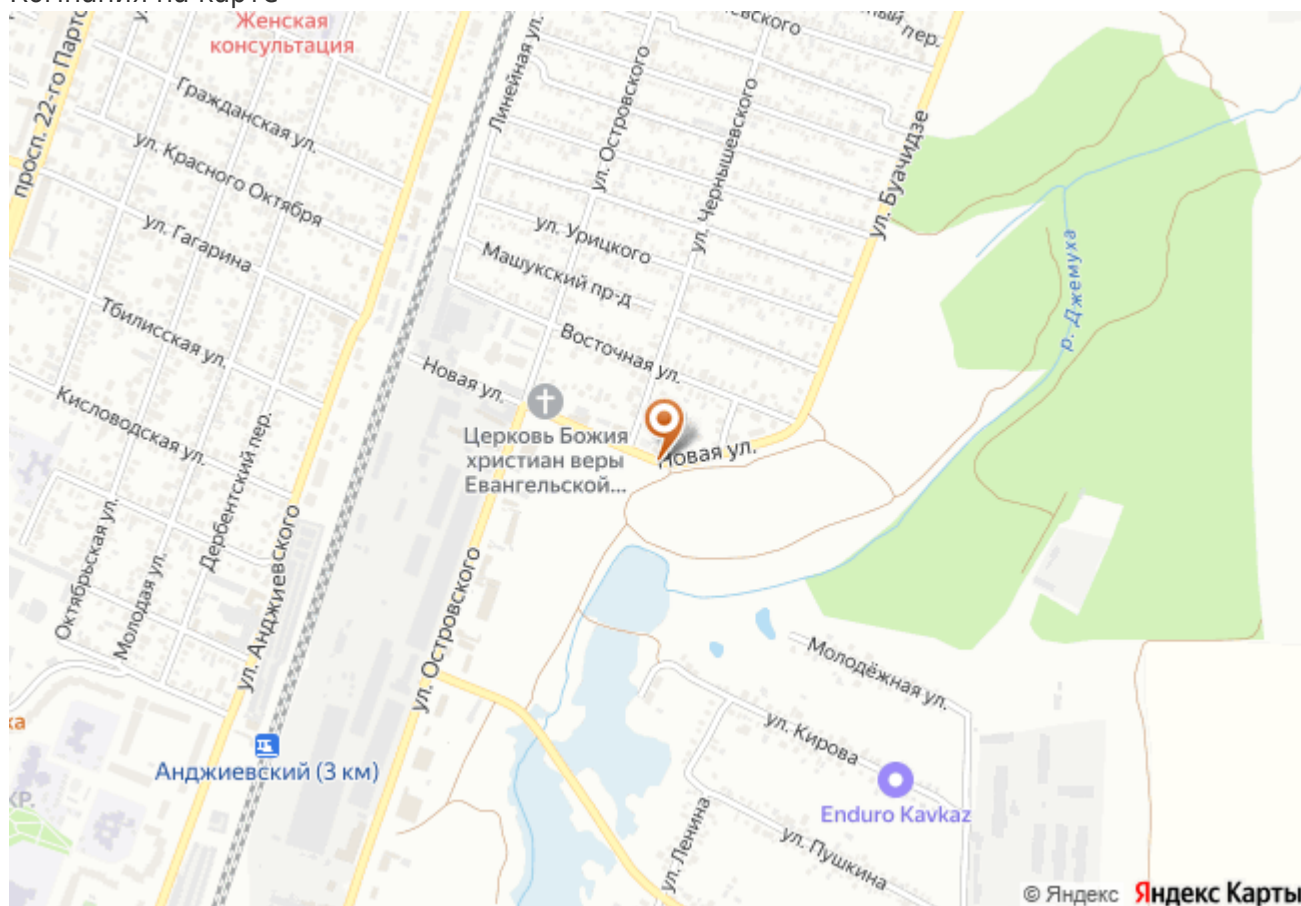 Компания на карте
Женская
консультация
просп. 22-го Парт
Гражданская ул.
ул. Красного Октября
ул. Гагарина
Тбилисская ул.
Кисловодская ул.
Дербентский пер.
Октябрьская ул.
Молодая ул.
ул. Анджиевского
Линейная ул.
ул. Островского
ул. Чернышевского
пер.
ул. Буачидзе
ул. Урицкого
Машукский пр-д
Восточная ул.
Новая ул.
Церковь Божия
христиан веры
Евангельской...
Новая ул.
р. Джемуха
ул. Островского
Молодёжная ул.
ул. Кирова
Enduro Kavkaz
ул. Ленина
ул. Пушкина
Анджиевский (3 км)
© Яндекс Яндекс Карты